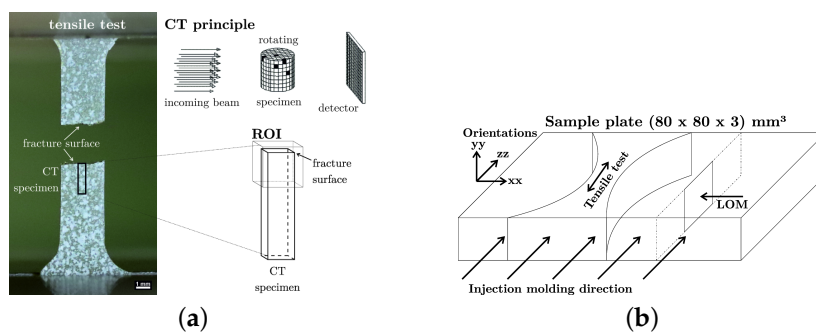 tensile test
fracture surface
CT
specimen
1 mm
CT principle
rotating
incoming beam
specimen
detector
ROI
fracture
surface
CT
specimen
(a)
Sample plate (80 x 80 x 3) mm³
Orientations
yy
zz
xx
Tensile test
LOM
Injection molding direction
(b)